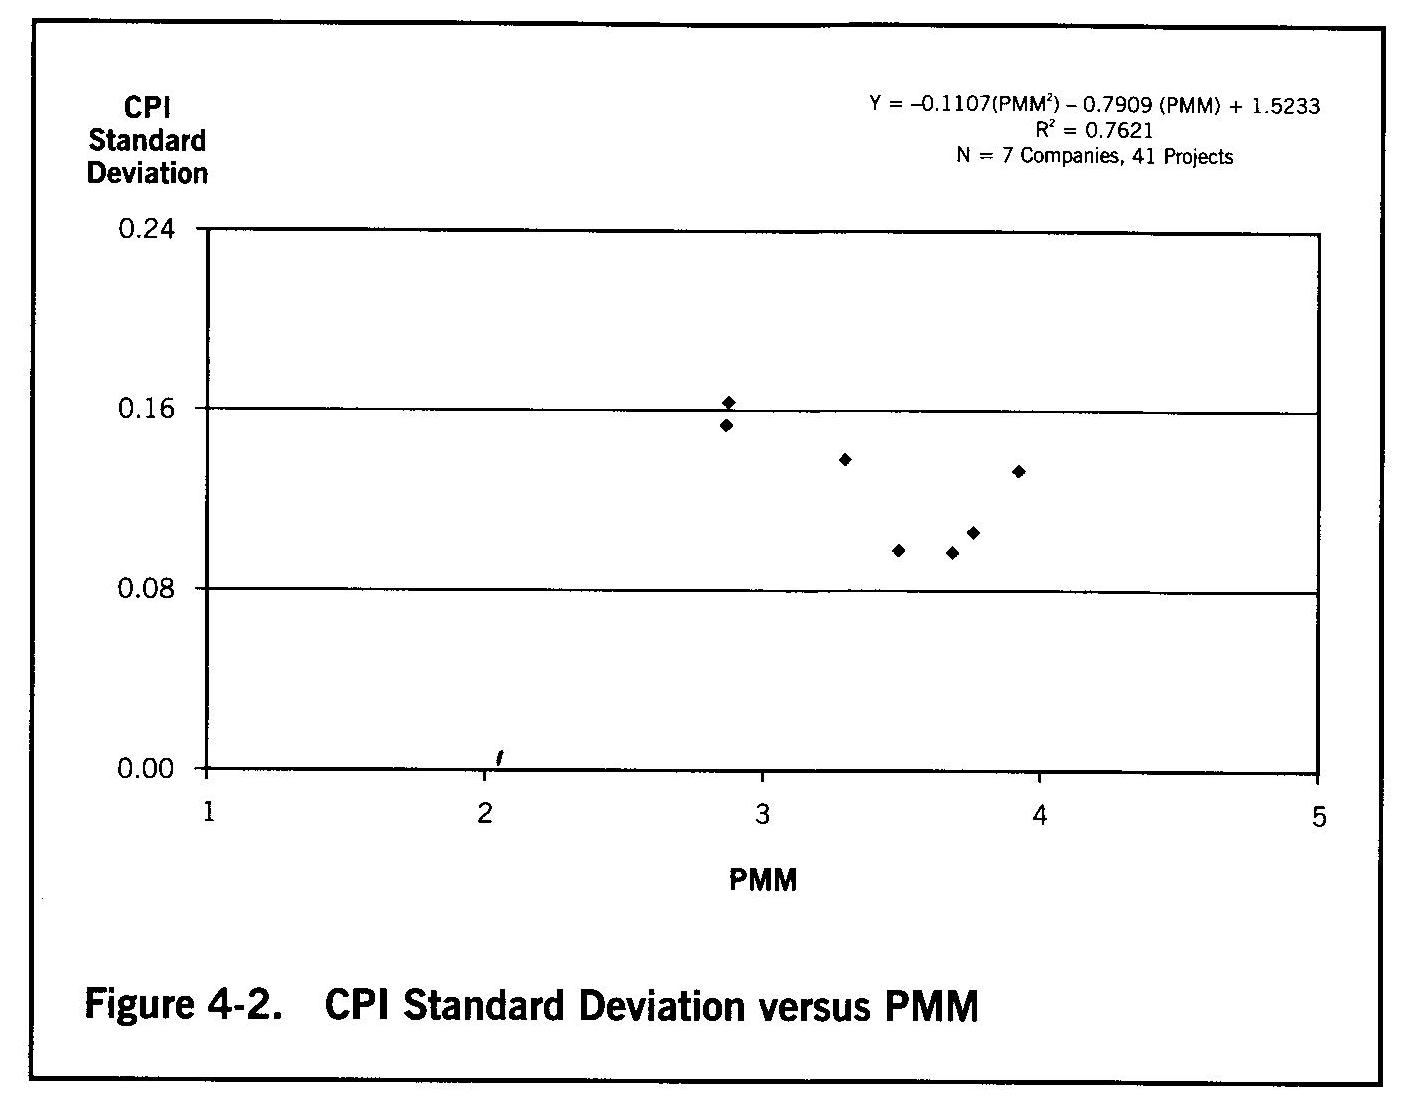 CPI
Standard
Deviation
Y = –0.1107(PMM²) – 0.7909 (PMM) + 1.5233
R² = 0.7621
N = 7 Companies, 41 Projects
0.24
0.16
0.08
0.00
1 2 3 4 5
PMM
Figure 4-2. CPI Standard Deviation versus PMM